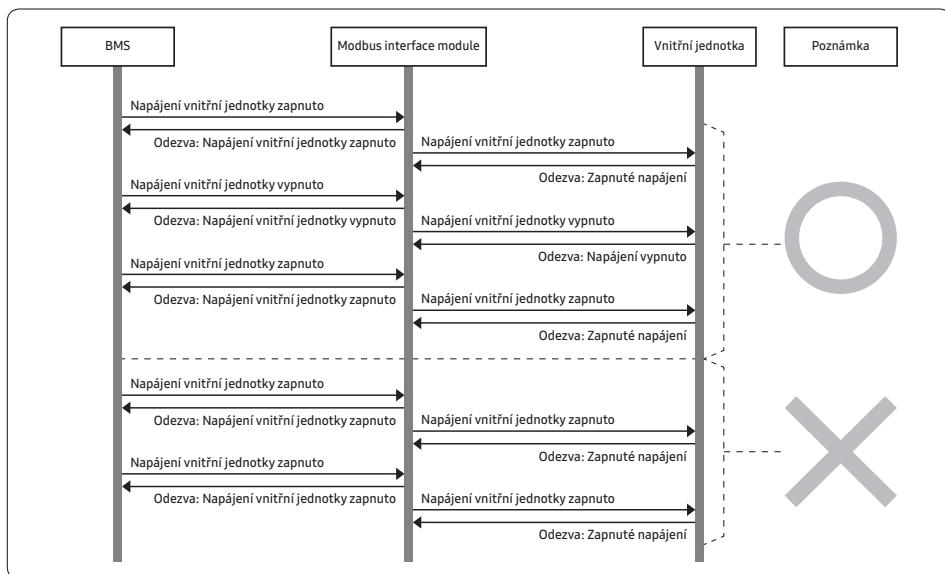 BMS
Modbus interface module
Vnitřní jednotka
Poznámka
Napájení vnitřní jednotky zapnuto
Odezva: Napájení vnitřní jednotky zapnuto
Napájení vnitřní jednotky zapnuto
Odezva: Zapnuté napájení
Napájení vnitřní jednotky vypnuto
Odezva: Napájení vnitřní jednotky vypnuto
Napájení vnitřní jednotky vypnuto
Odezva: Napájení vypnuto
Napájení vnitřní jednotky zapnuto
Odezva: Napájení vnitřní jednotky zapnuto
Napájení vnitřní jednotky zapnuto
Odezva: Zapnuté napájení
Napájení vnitřní jednotky zapnuto
Odezva: Napájení vnitřní jednotky zapnuto
Napájení vnitřní jednotky zapnuto
Odezva: Zapnuté napájení
Napájení vnitřní jednotky zapnuto
Odezva: Napájení vnitřní jednotky zapnuto
Napájení vnitřní jednotky zapnuto
Odezva: Zapnuté napájení